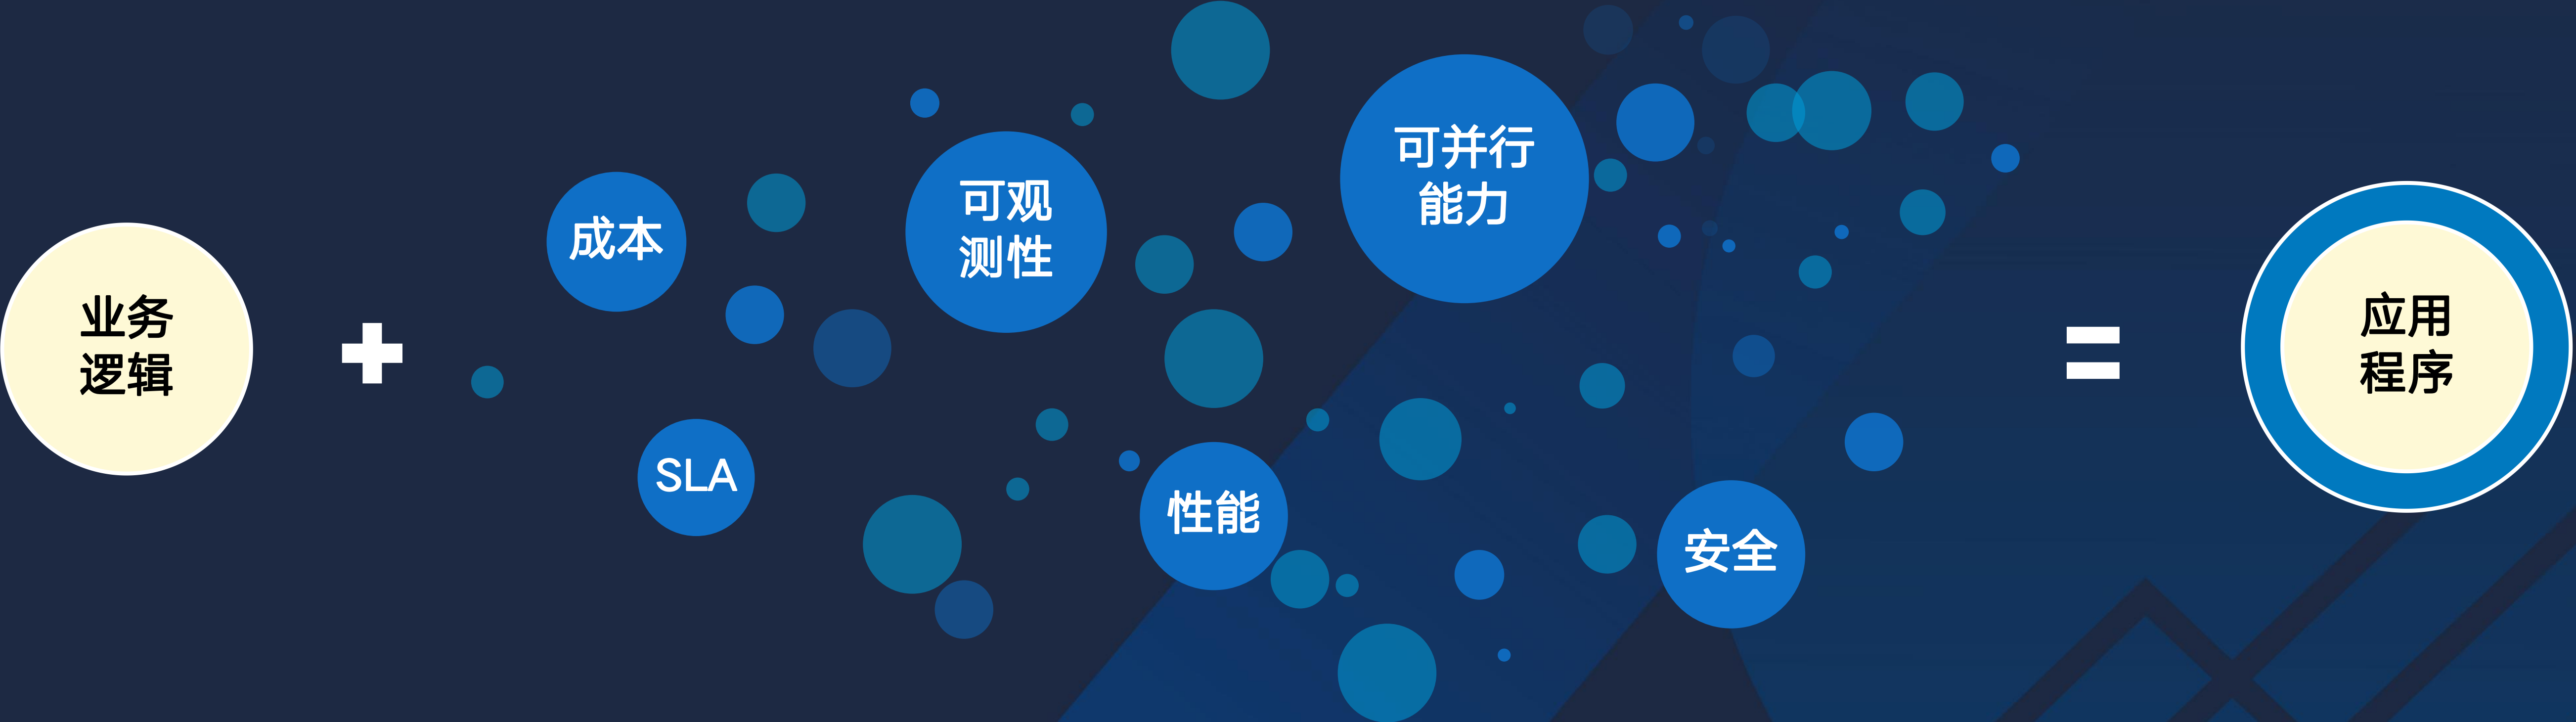 业务
逻辑
+
成本
SLA
可观
测性
性能
可并行
能力
安全
=
应用
程序